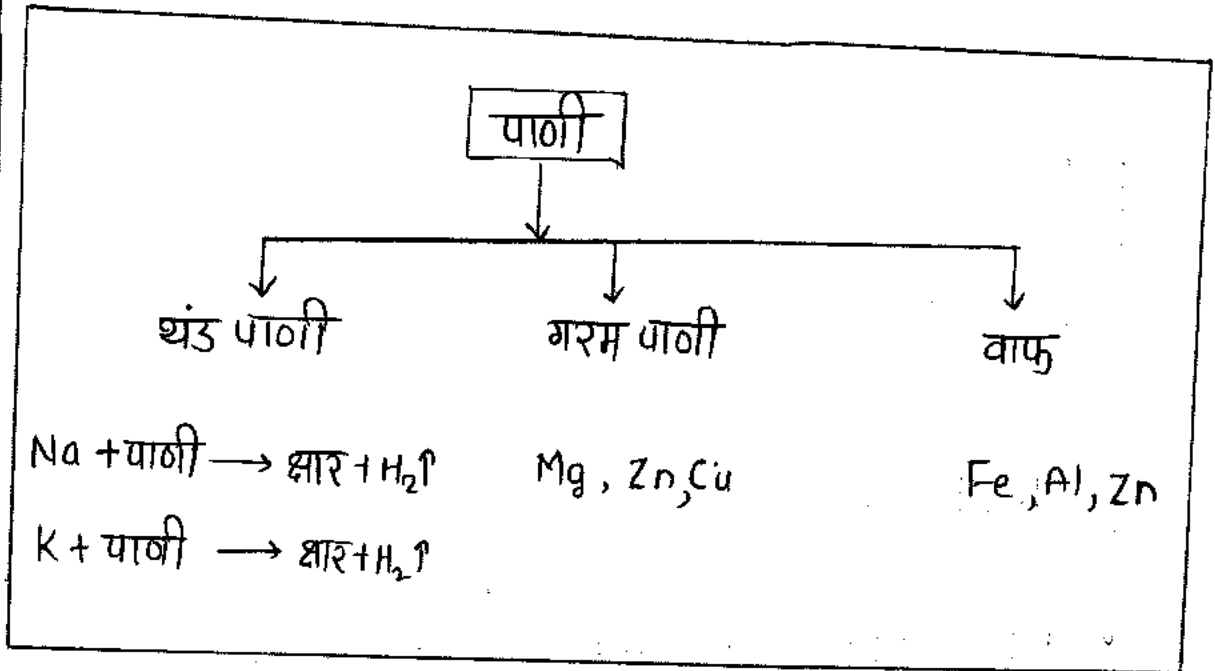 पाणी
थंड पाणी
गरम पाणी
वाफ
Na + पाणी → क्षार + H₂↑
Mg, Zn, Cu
Fe, Al, Zn
K + पाणी → क्षार + H₂↑